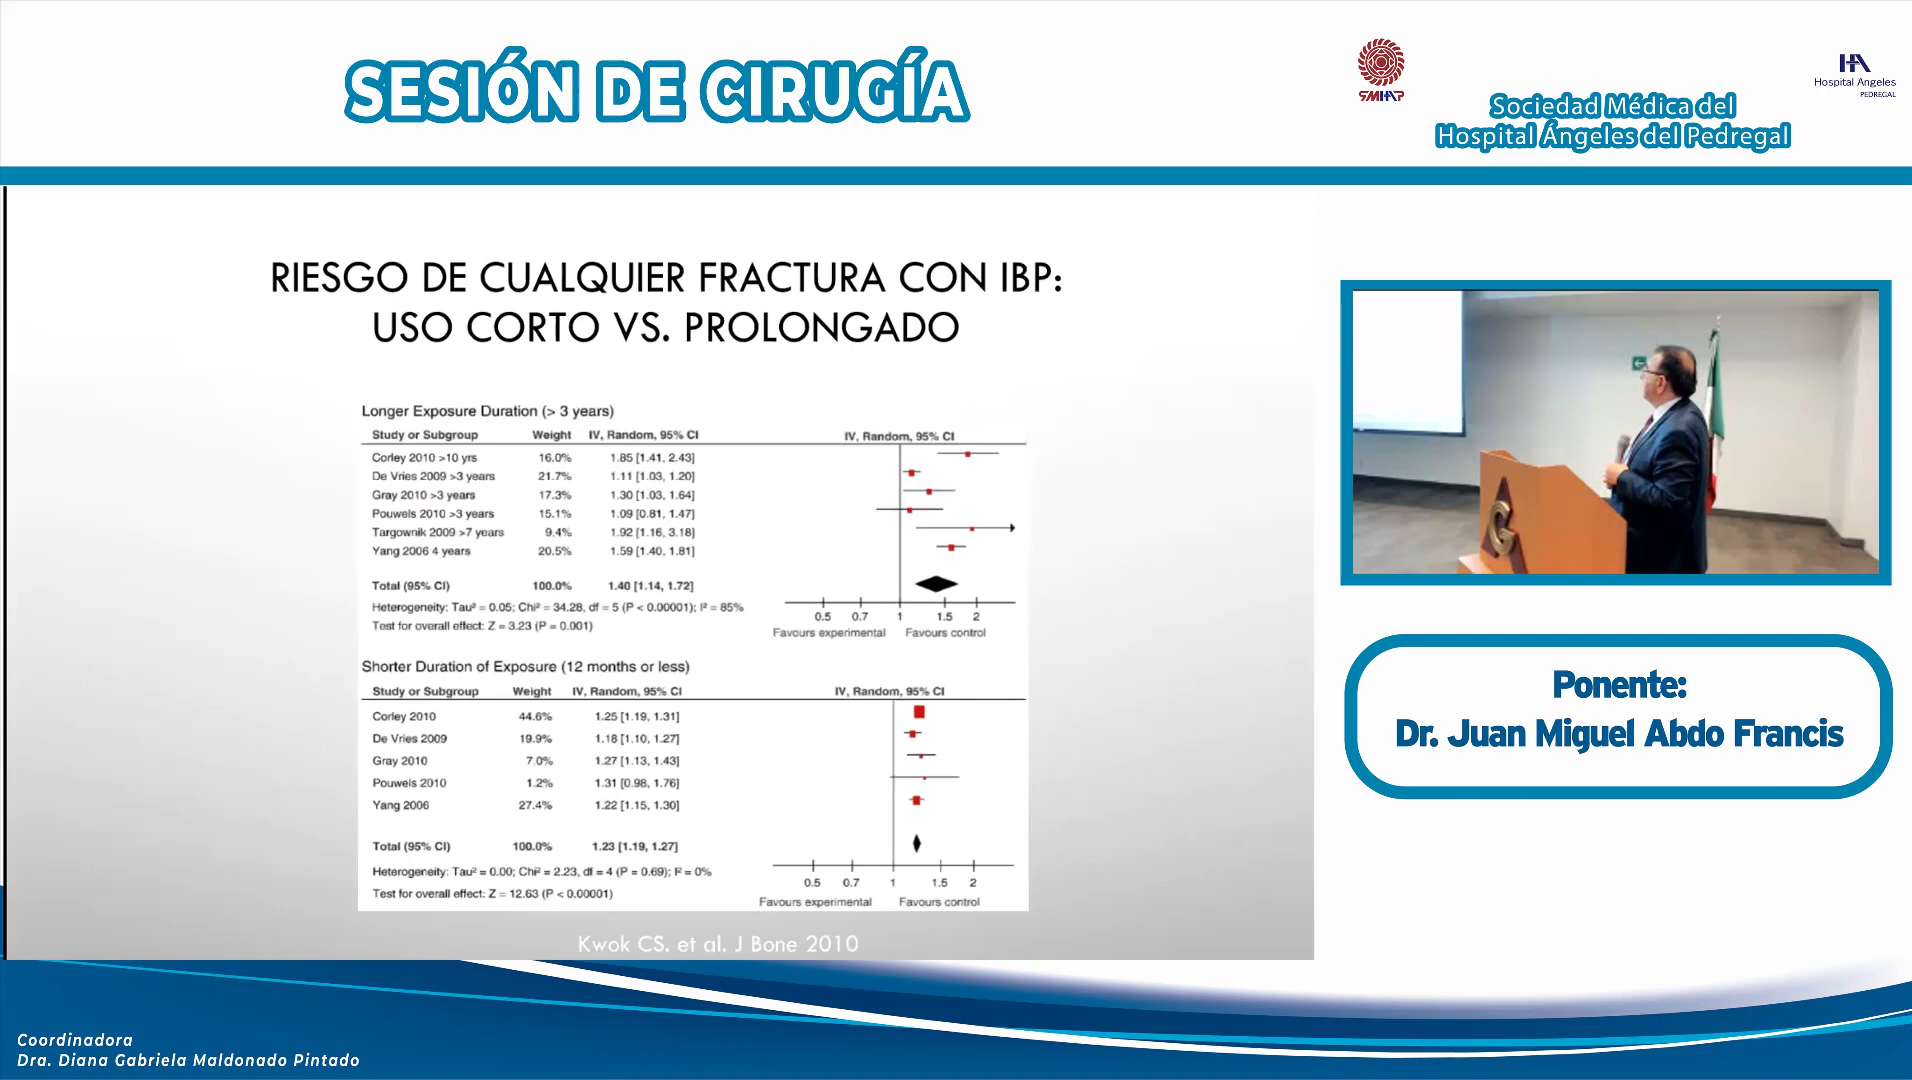 SESIÓN DE CIRUGÍA
SMHAP
Sociedad Médica del
Hospital Ángeles del Pedregal
HA
Hospital Angeles
PEDREGAL
RIESGO DE CUALQUIER FRACTURA CON IBP:
USO CORTO VS. PROLONGADO
Longer Exposure Duration (> 3 years)
Study or Subgroup Weight IV, Random, 95% CI IV, Random, 95% CI
Corley 2010 >10 yrs 16.0% 1.85 [1.41, 2.43]
De Vries 2009 >3 years 21.7% 1.11 [1.03, 1.20]
Gray 2010 >3 years 17.3% 1.30 [1.03, 1.64]
Pouwels 2010 >3 years 15.1% 1.09 [0.81, 1.47]
Targownik 2009 >7 years 9.4% 1.92 [1.16, 3.18]
Yang 2006 4 years 20.5% 1.59 [1.40, 1.81]
Total (95% CI) 100.0% 1.40 [1.14, 1.72]
Heterogeneity: Tau² = 0.05; Chi² = 34.28, df = 5 (P < 0.00001); I² = 85%
Test for overall effect: Z = 3.23 (P = 0.001)
0.5 0.7 1 1.5 2
Favours experimental Favours control
Shorter Duration of Exposure (12 months or less)
Study or Subgroup Weight IV, Random, 95% CI IV, Random, 95% CI
Corley 2010 44.6% 1.25 [1.19, 1.31]
De Vries 2009 19.9% 1.18 [1.10, 1.27]
Gray 2010 7.0% 1.27 [1.13, 1.43]
Pouwels 2010 1.2% 1.31 [0.98, 1.76]
Yang 2006 27.4% 1.22 [1.15, 1.30]
Total (95% CI) 100.0% 1.23 [1.19, 1.27]
Heterogeneity: Tau² = 0.00; Chi² = 2.23, df = 4 (P = 0.69); I² = 0%
Test for overall effect: Z = 12.63 (P < 0.00001)
0.5 0.7 1 1.5 2
Favours experimental Favours control
Kwok CS. et al. J Bone 2010
G
Ponente:
Dr. Juan Miguel Abdo Francis
Coordinadora
Dra. Diana Gabriela Maldonado Pintado